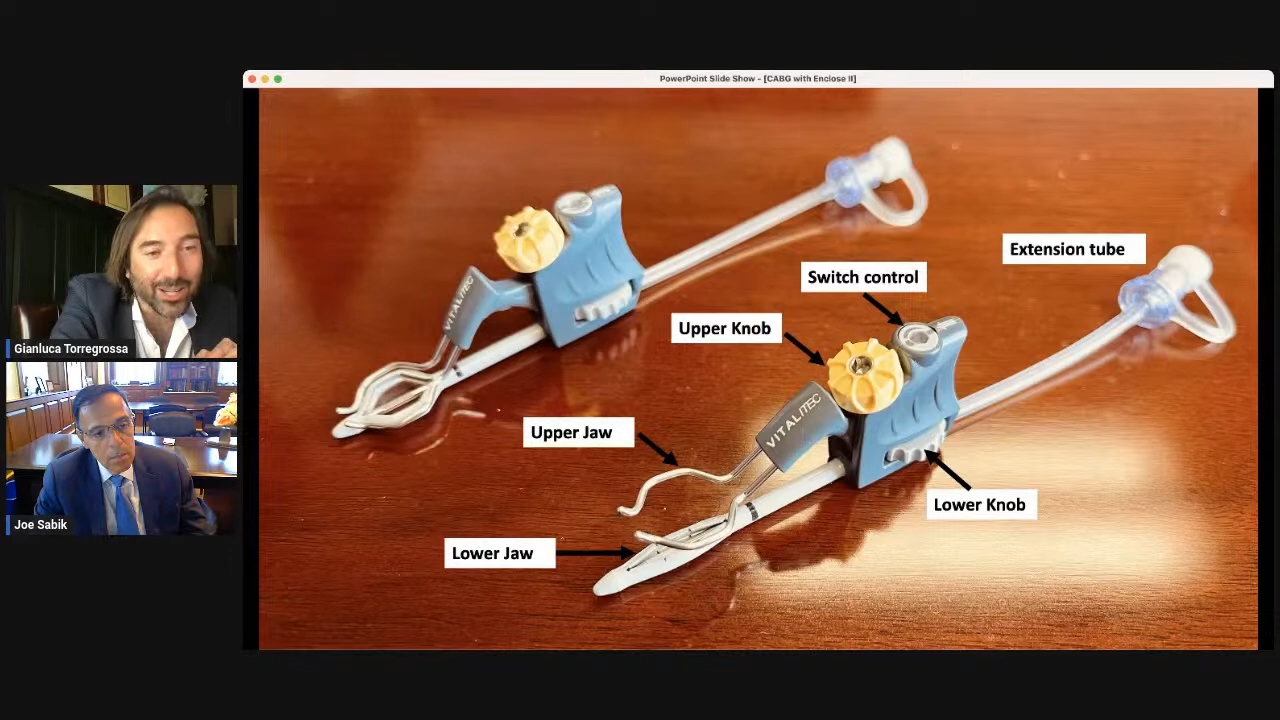 PowerPoint Slide Show - [CABG with Enclose II]
VITALITEC
Extension tube
Switch control
Upper Knob
VITALITEC
Upper Jaw
Lower Knob
Lower Jaw
Gianluca Torregrossa
Joe Sabik